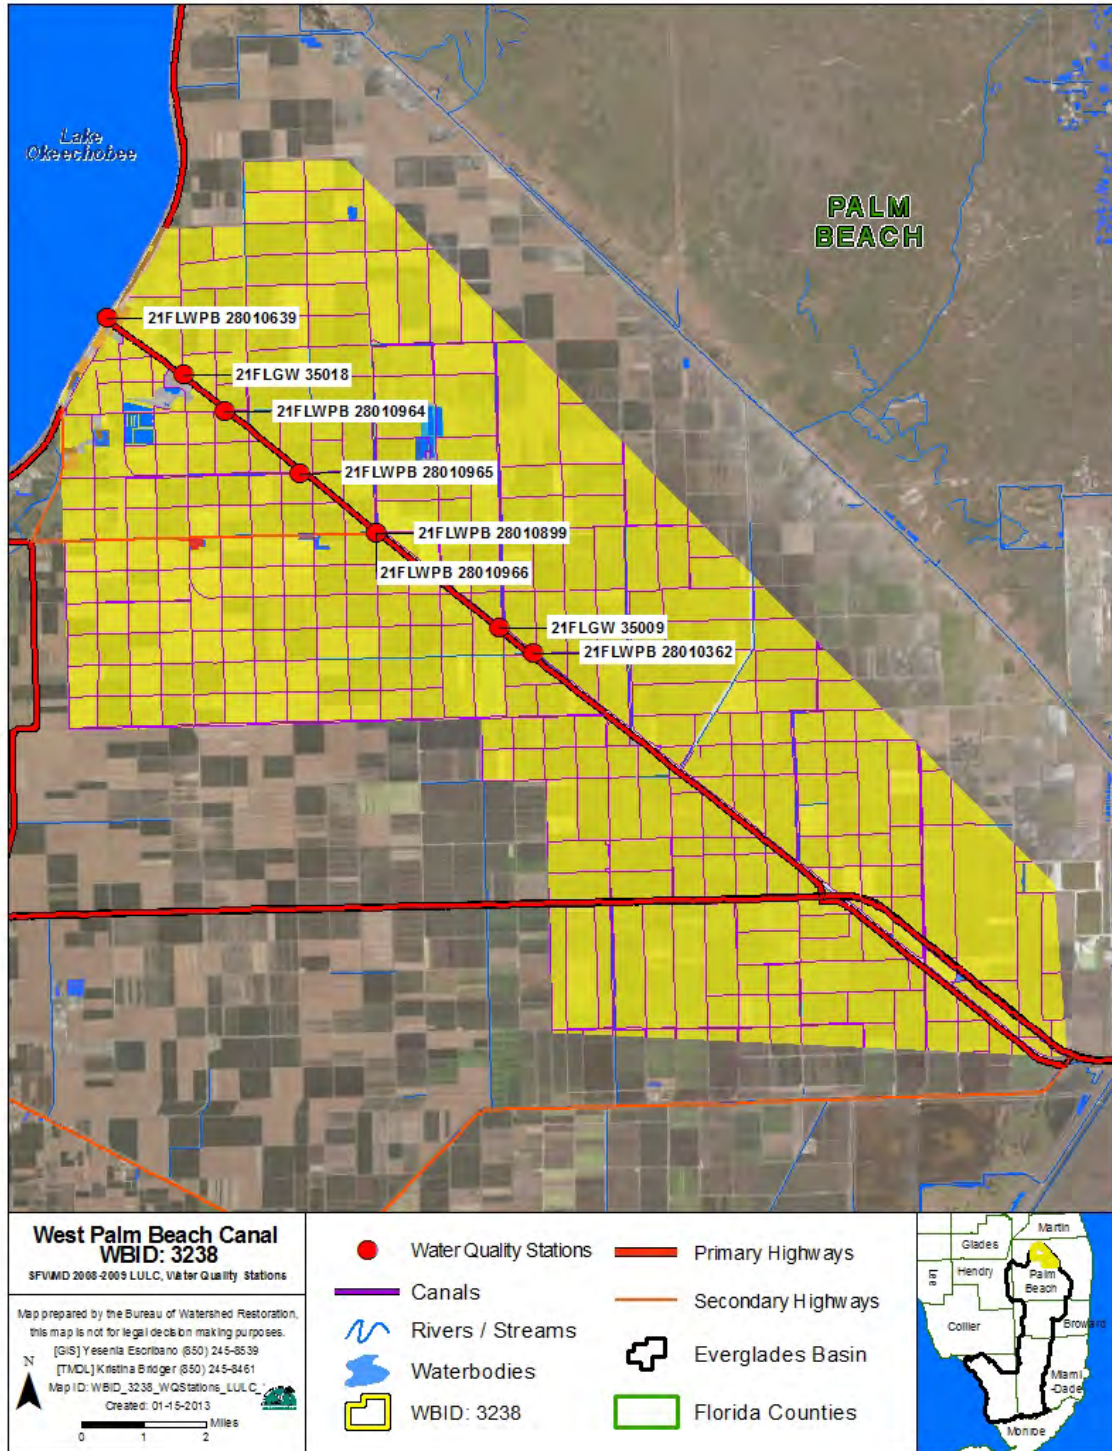 Lake
Okeechobee
PALM
BEACH
21FLWPB 28010639
21FLGW 35018
21FLWPB 28010964
21FLWPB 28010965
21FLWPB 28010899
21FLWPB 28010966
21FLGW 35009
21FLWPB 28010362
West Palm Beach Canal
WBID: 3238
SFWMD 2008-2009 LULC, Water Quality Stations
Map prepared by the Bureau of Watershed Restoration,
this map is not for legal decision making purposes.
[GIS] Yesenia Escribano (850) 245-8539
[TMDL] Kristina Bridger (850) 245-8461
Map ID: WBID_3238_WQStations_LULC_
Created: 01-15-2013
N
Miles
0 1 2
Water Quality Stations
Canals
Rivers / Streams
Waterbodies
WBID: 3238
Primary Highways
Secondary Highways
Everglades Basin
Florida Counties
Martin
Glades
Lee
Hendry
Palm
Beach
Collier
Broward
Miami
-Dade
Monroe